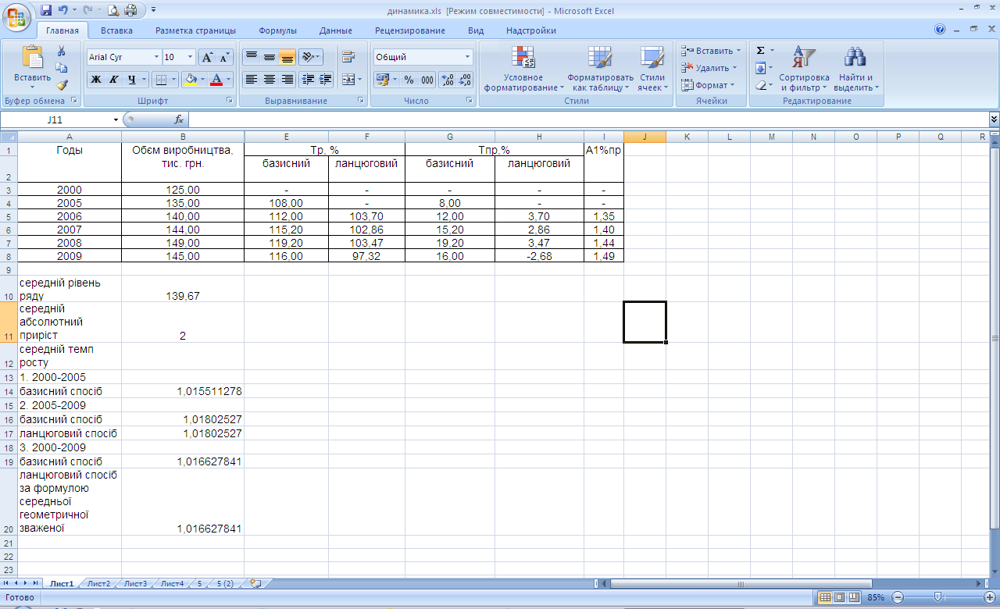 динамика.xls [Режим совместимости] - Microsoft Excel
Главная Вставка Разметка страницы Формулы Данные Рецензирование Вид Надстройки
Вставить
Буфер обмена
Arial Cyr 10
Ж К Ч
Шрифт
Выравнивание
Общий
% 000
Число
Условное форматирование
Форматировать как таблицу
Стили ячеек
Стили
Вставить
Удалить
Формат
Ячейки
Σ
Сортировка и фильтр
Найти и выделить
Редактирование
J11 fx
A B E F G H I J K L M N O P Q R
1 Годы Обєм виробництва, Тр, % Тпр,% А1%пр
2 тис. грн. базисний ланцюговий базисний ланцюговий
3 2000 125,00 - - - - -
4 2005 135,00 108,00 - 8,00 - -
5 2006 140,00 112,00 103,70 12,00 3,70 1,35
6 2007 144,00 115,20 102,86 15,20 2,86 1,40
7 2008 149,00 119,20 103,47 19,20 3,47 1,44
8 2009 145,00 116,00 97,32 16,00 -2,68 1,49
9
середній рівень
10 ряду 139,67
середній
абсолютний
11 приріст 2
середній темп
12 росту
13 1. 2000-2005
14 базисний спосіб 1,015511278
15 2. 2005-2009
16 базисний спосіб 1,01802527
17 ланцюговий спосіб 1,01802527
18 3. 2000-2009
19 базисний спосіб 1,016627841
ланцюговий спосіб
за формулою
середньої
геометричної
20 зваженої 1,016627841
21
22
23
Лист1 Лист2 Лист3 Лист4 5 5 (2)
Готово 85%